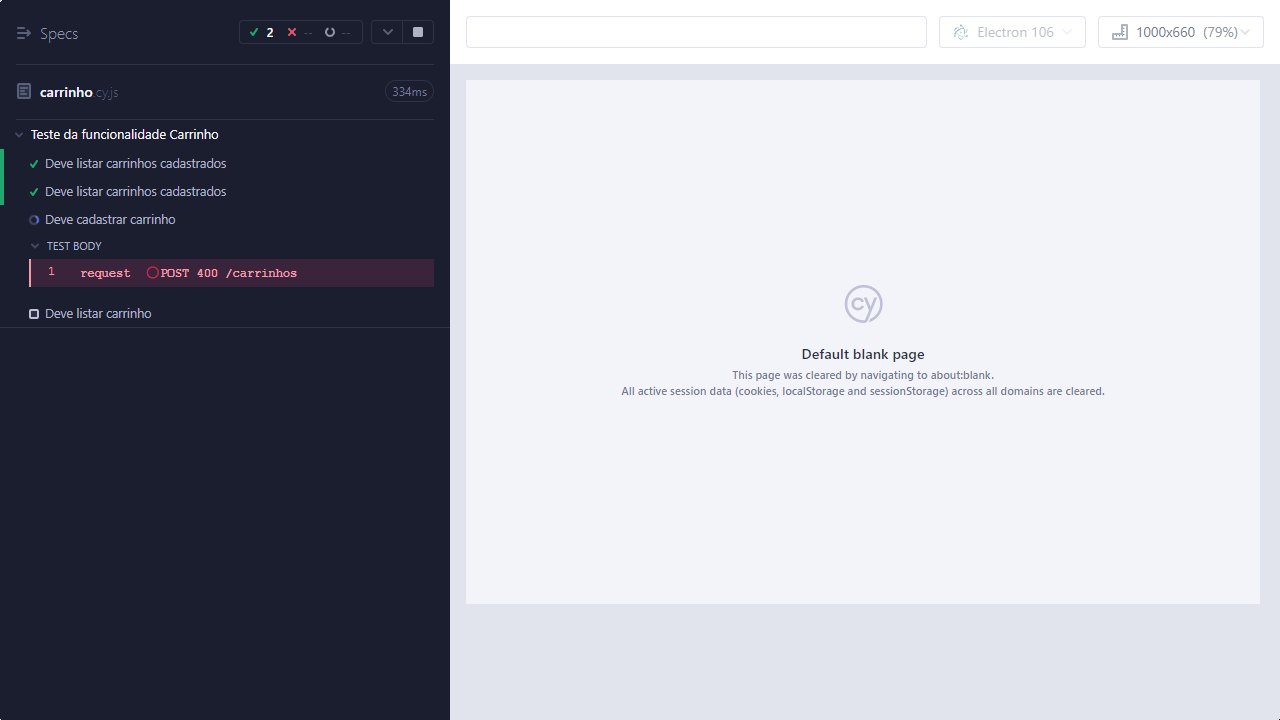 Specs
2 -- --
carrinho.cy.js
334ms
Teste da funcionalidade Carrinho
Deve listar carrinhos cadastrados
Deve listar carrinhos cadastrados
Deve cadastrar carrinho
TEST BODY
1 request POST 400 /carrinhos
Deve listar carrinho
Electron 106
1000x660 (79%)
cy
Default blank page
This page was cleared by navigating to about:blank.
All active session data (cookies, localStorage and sessionStorage) across all domains are cleared.